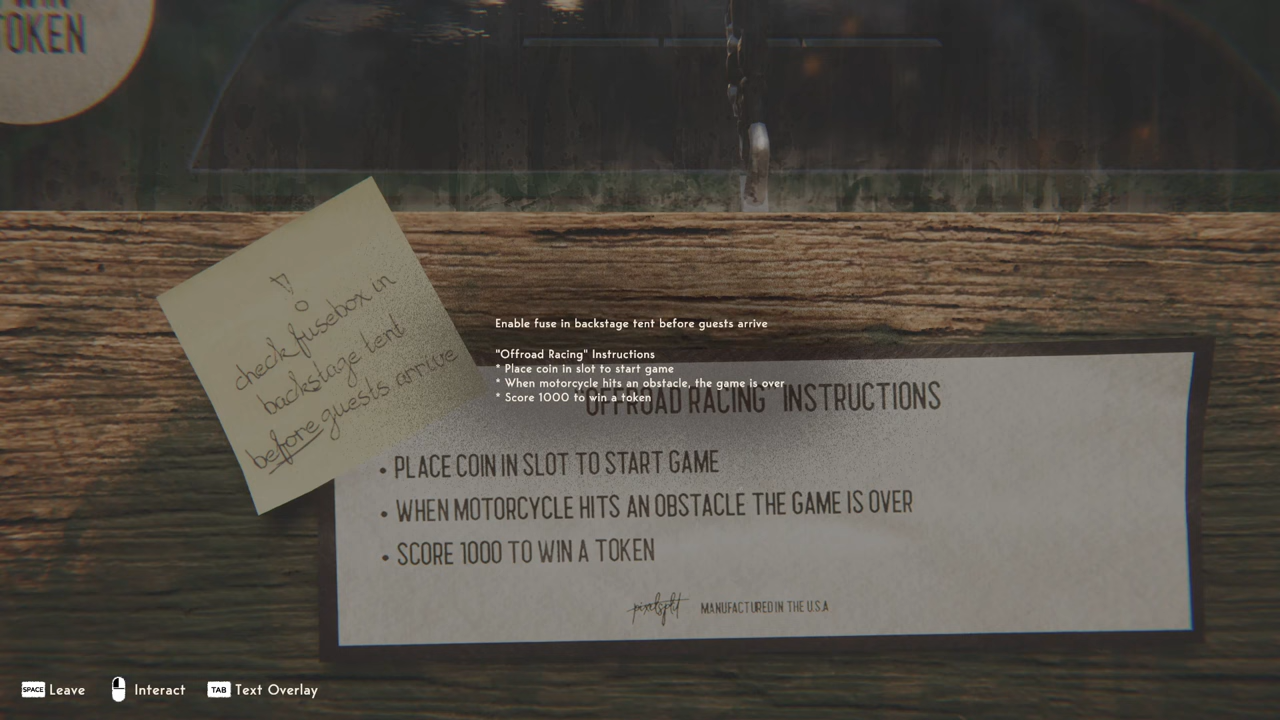 WIN
TOKEN
!
check fusebox in
backstage tent
before guests arrive
Enable fuse in backstage tent before guests arrive
"Offroad Racing" Instructions
* Place coin in slot to start game
* When motorcycle hits an obstacle, the game is over
* Score 1000 to win a token
"OFFROAD RACING" INSTRUCTIONS
• PLACE COIN IN SLOT TO START GAME
• WHEN MOTORCYCLE HITS AN OBSTACLE THE GAME IS OVER
• SCORE 1000 TO WIN A TOKEN
pixelsplit MANUFACTURED IN THE U.S.A
SPACE Leave Interact TAB Text Overlay